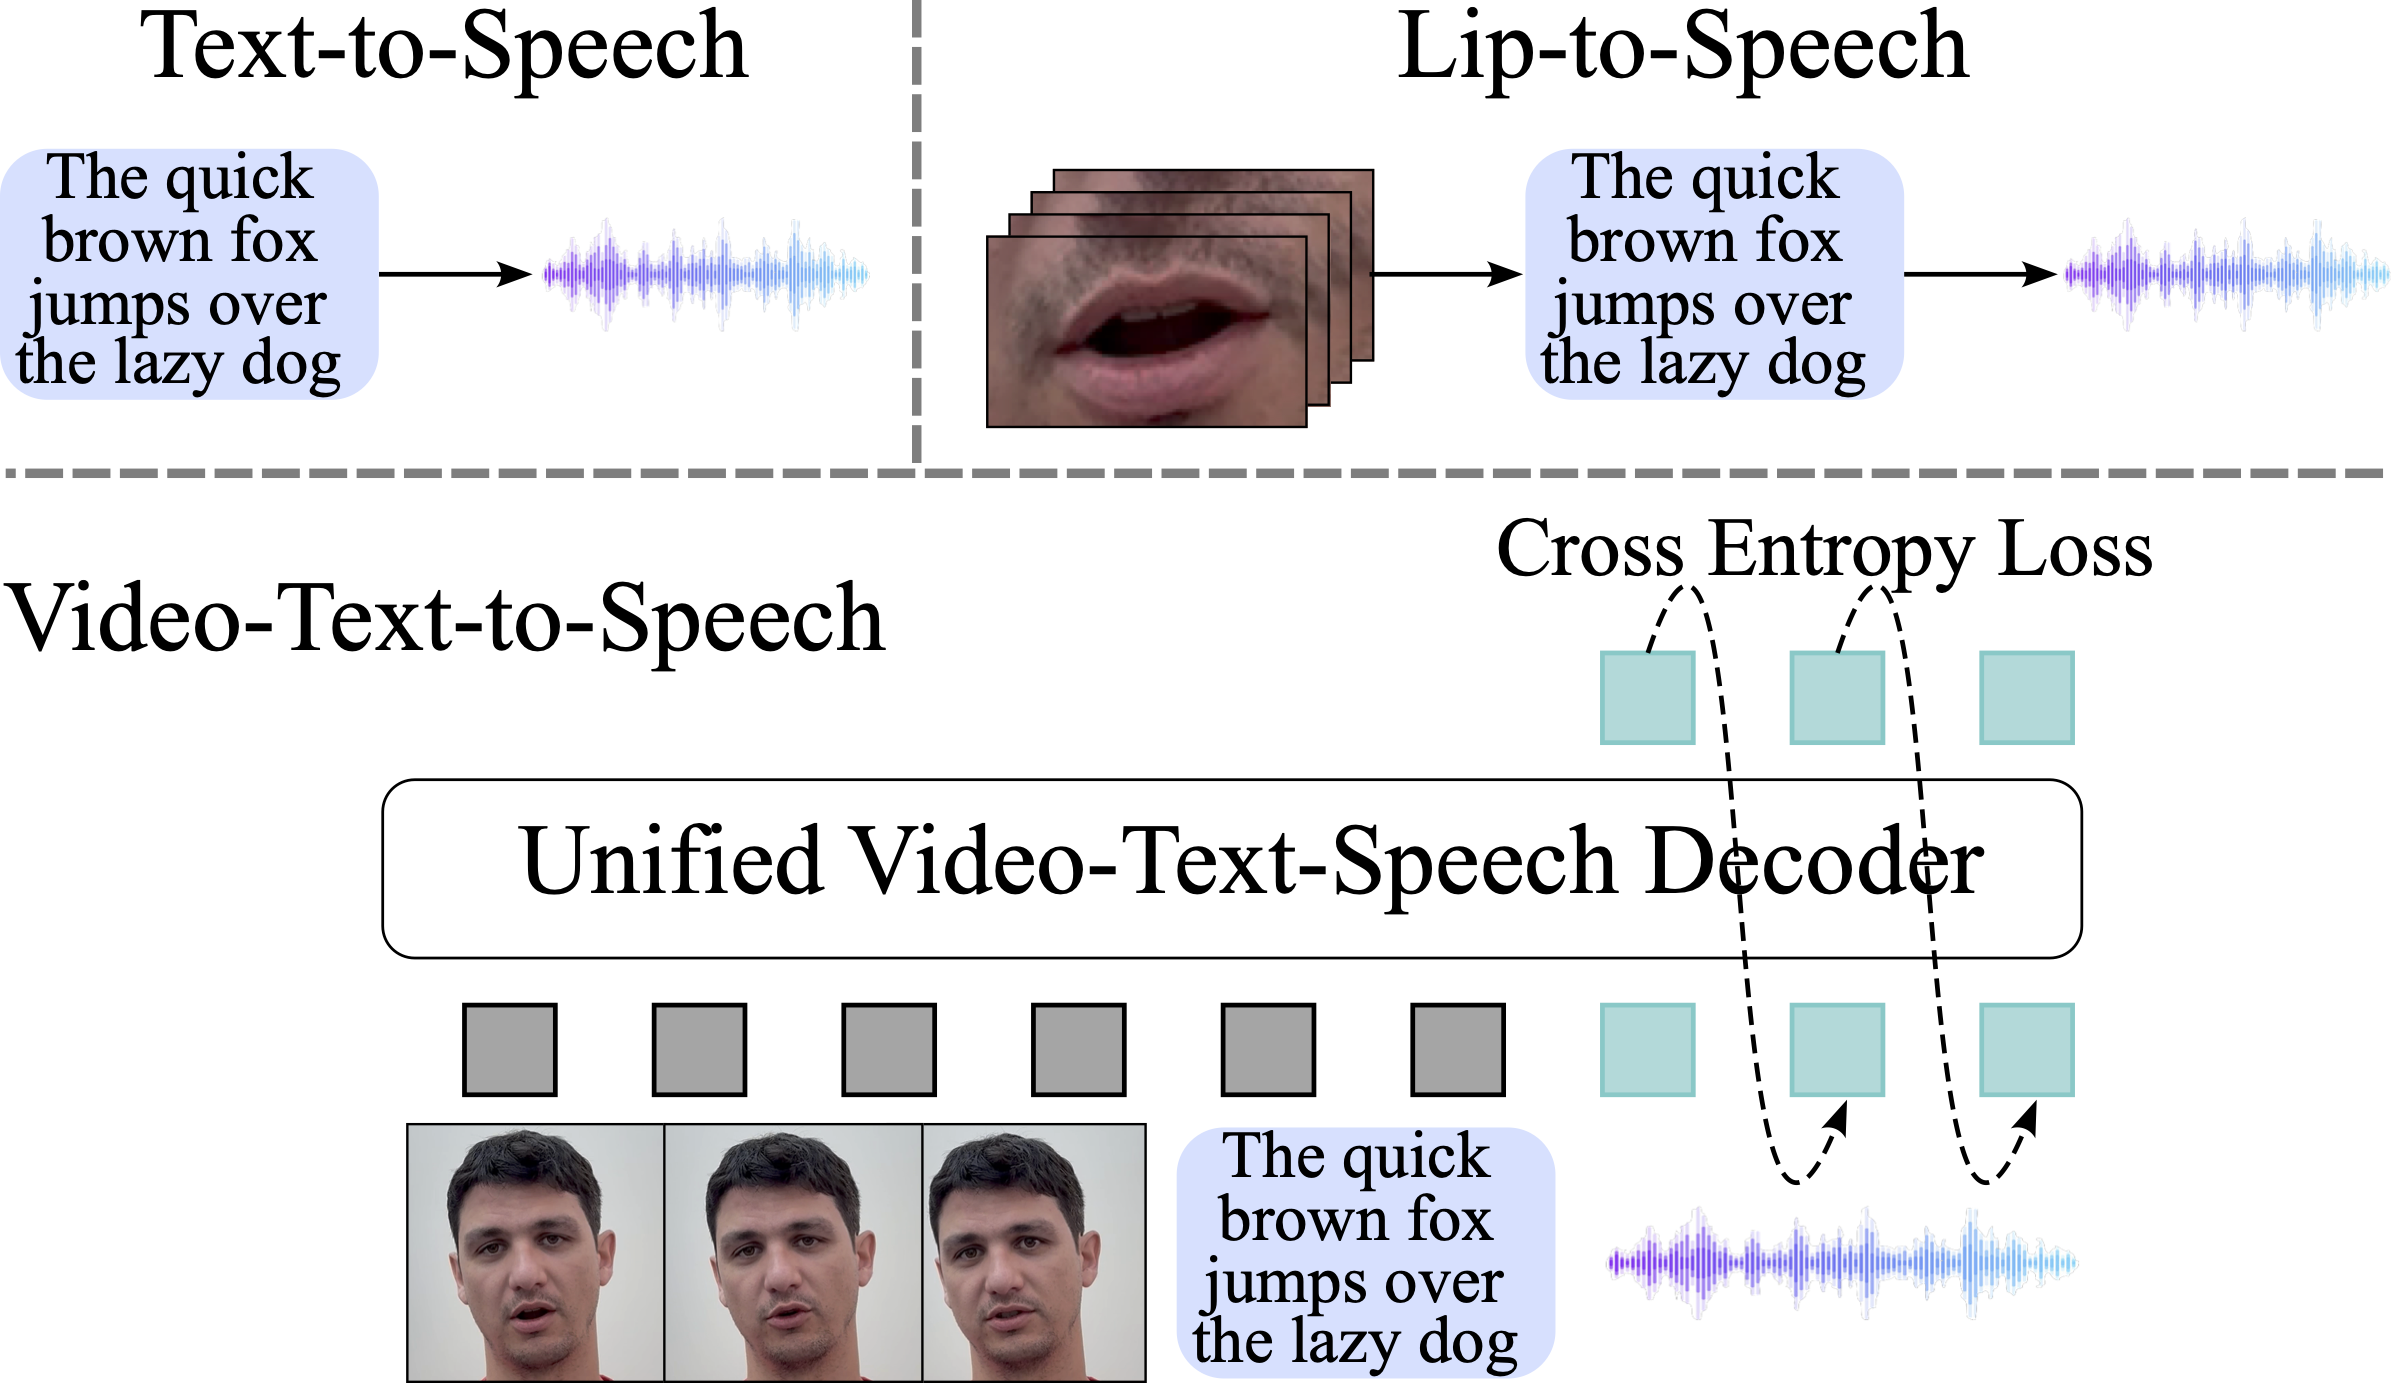 Text-to-Speech
The quick
brown fox
jumps over
the lazy dog
Lip-to-Speech
The quick
brown fox
jumps over
the lazy dog
Video-Text-to-Speech
Cross Entropy Loss
Unified Video-Text-Speech Decoder
The quick
brown fox
jumps over
the lazy dog